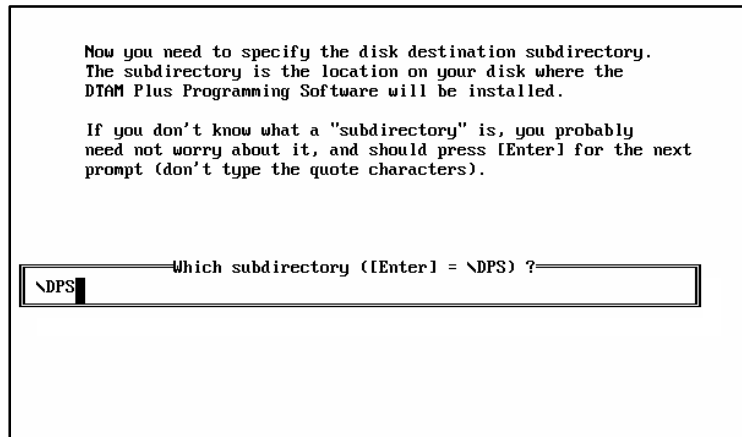 Now you need to specify the disk destination subdirectory.
The subdirectory is the location on your disk where the
DTAM Plus Programming Software will be installed.
If you don't know what a "subdirectory" is, you probably
need not worry about it, and should press [Enter] for the next
prompt (don't type the quote characters).
Which subdirectory ([Enter] = \DPS) ?
\DPS